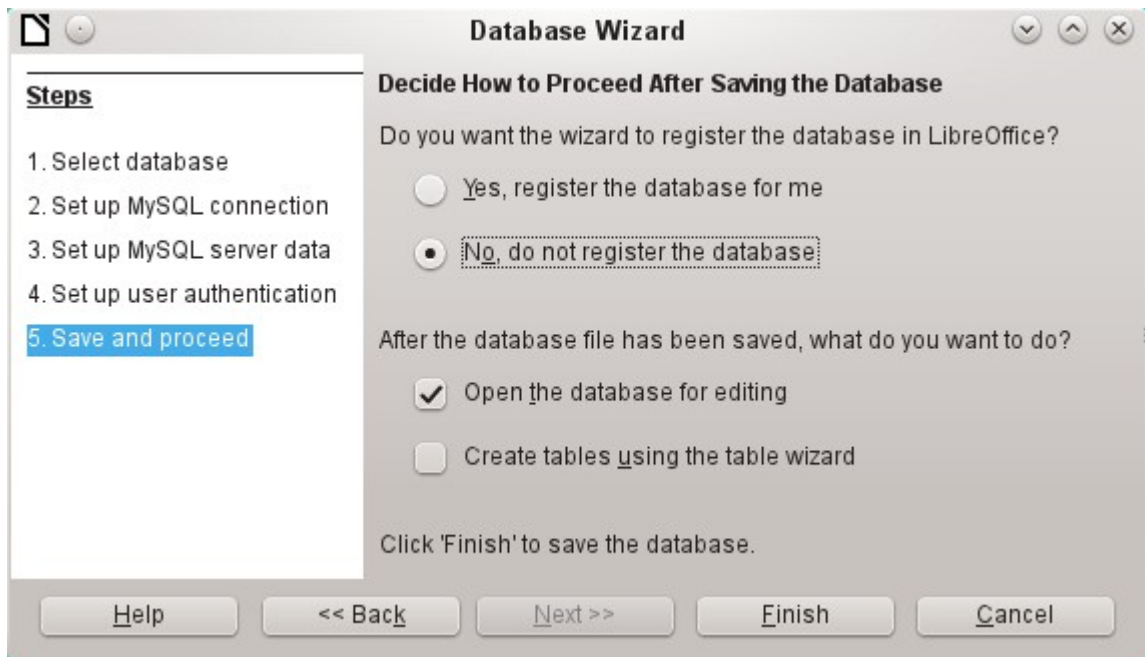 Database Wizard
Steps
1. Select database
2. Set up MySQL connection
3. Set up MySQL server data
4. Set up user authentication
5. Save and proceed
Decide How to Proceed After Saving the Database
Do you want the wizard to register the database in LibreOffice?
Yes, register the database for me
No, do not register the database
After the database file has been saved, what do you want to do?
Open the database for editing
Create tables using the table wizard
Click 'Finish' to save the database.
Help
<< Back
Next >>
Finish
Cancel